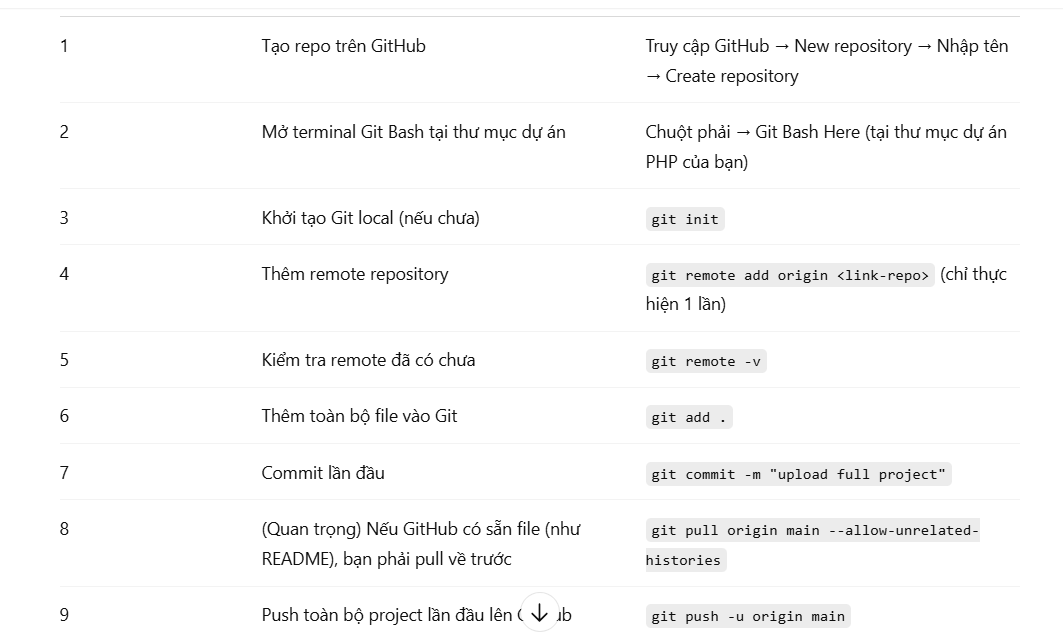 1 Tạo repo trên GitHub Truy cập GitHub → New repository → Nhập tên
→ Create repository
2 Mở terminal Git Bash tại thư mục dự án Chuột phải → Git Bash Here (tại thư mục dự án
PHP của bạn)
3 Khởi tạo Git local (nếu chưa) git init
4 Thêm remote repository git remote add origin <link-repo> (chỉ thực
hiện 1 lần)
5 Kiểm tra remote đã có chưa git remote -v
6 Thêm toàn bộ file vào Git git add .
7 Commit lần đầu git commit -m "upload full project"
8 (Quan trọng) Nếu GitHub có sẵn file (như git pull origin main --allow-unrelated-
README), bạn phải pull về trước histories
9 Push toàn bộ project lần đầu lên git push -u origin main